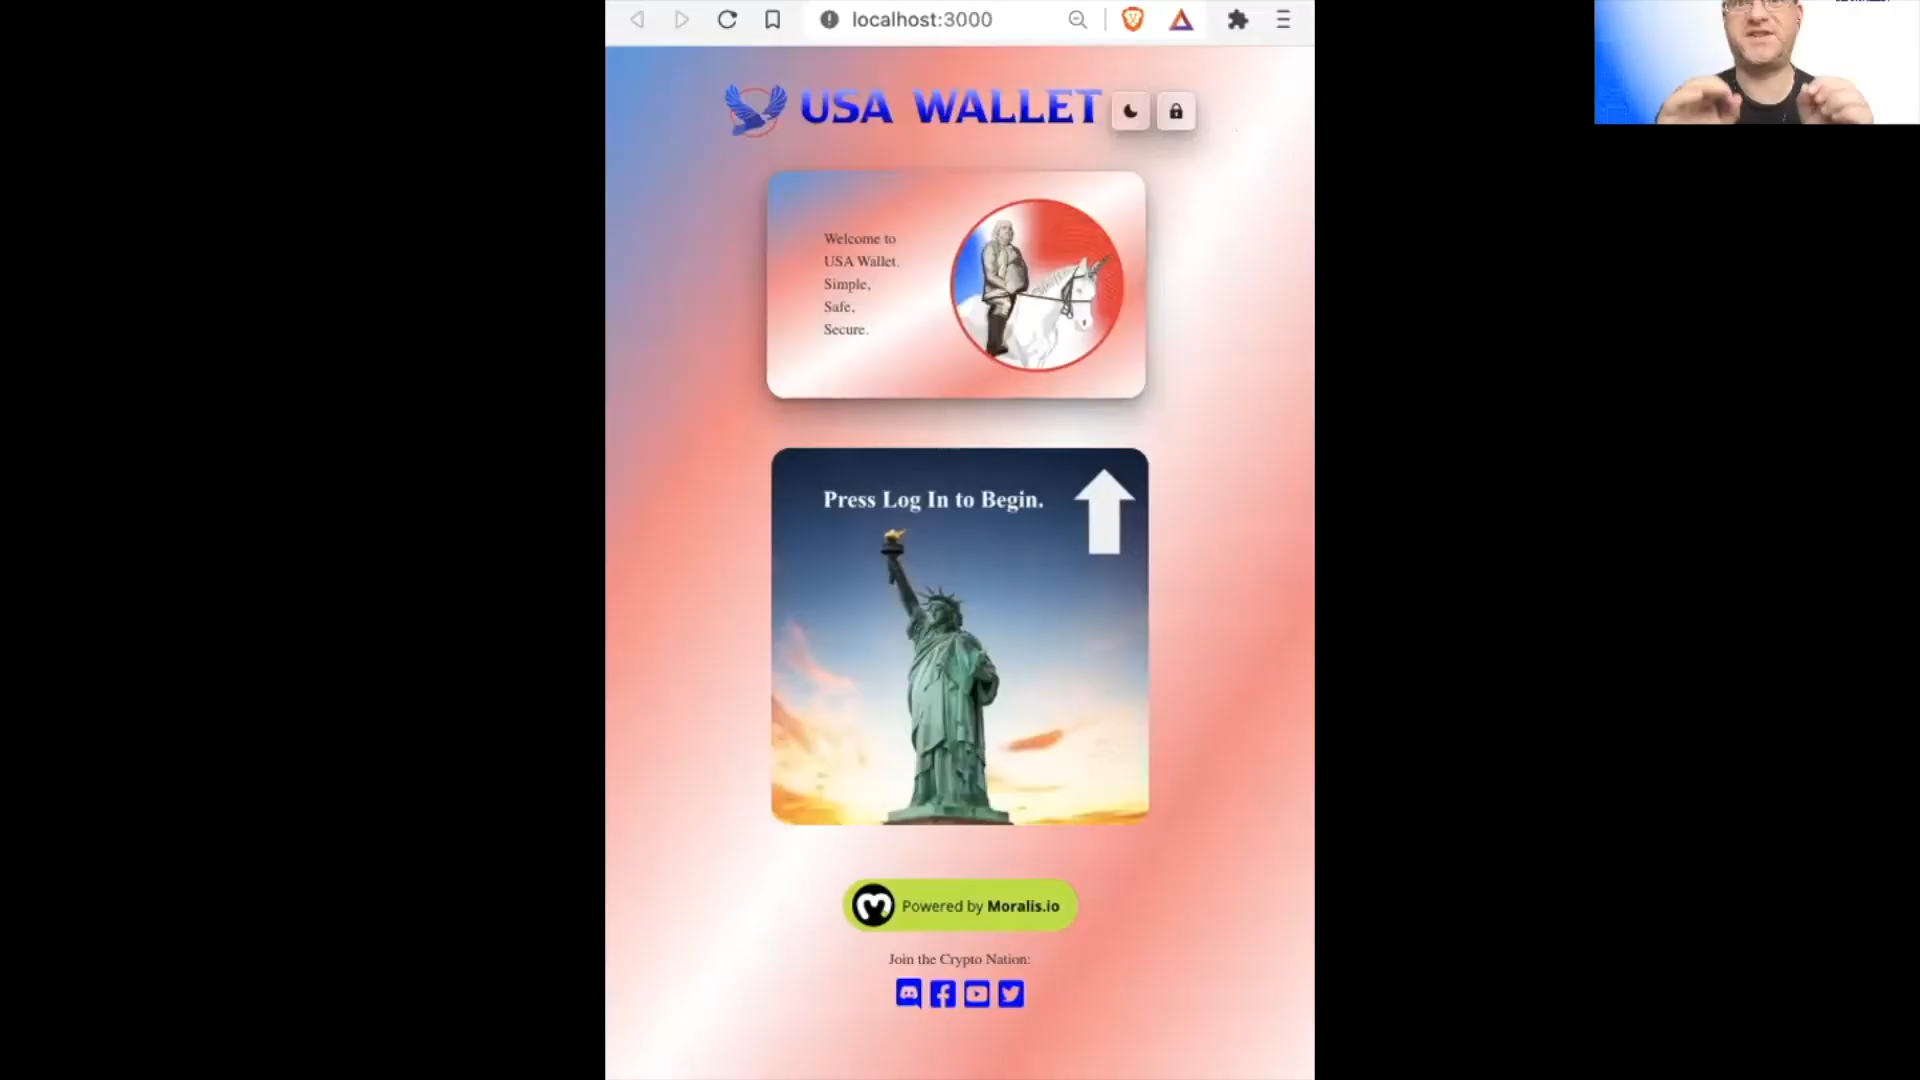 localhost:3000
USA WALLET
Welcome to
USA Wallet.
Simple,
Safe,
Secure.
Press Log In to Begin.
Powered by Moralis.io
Join the Crypto Nation: